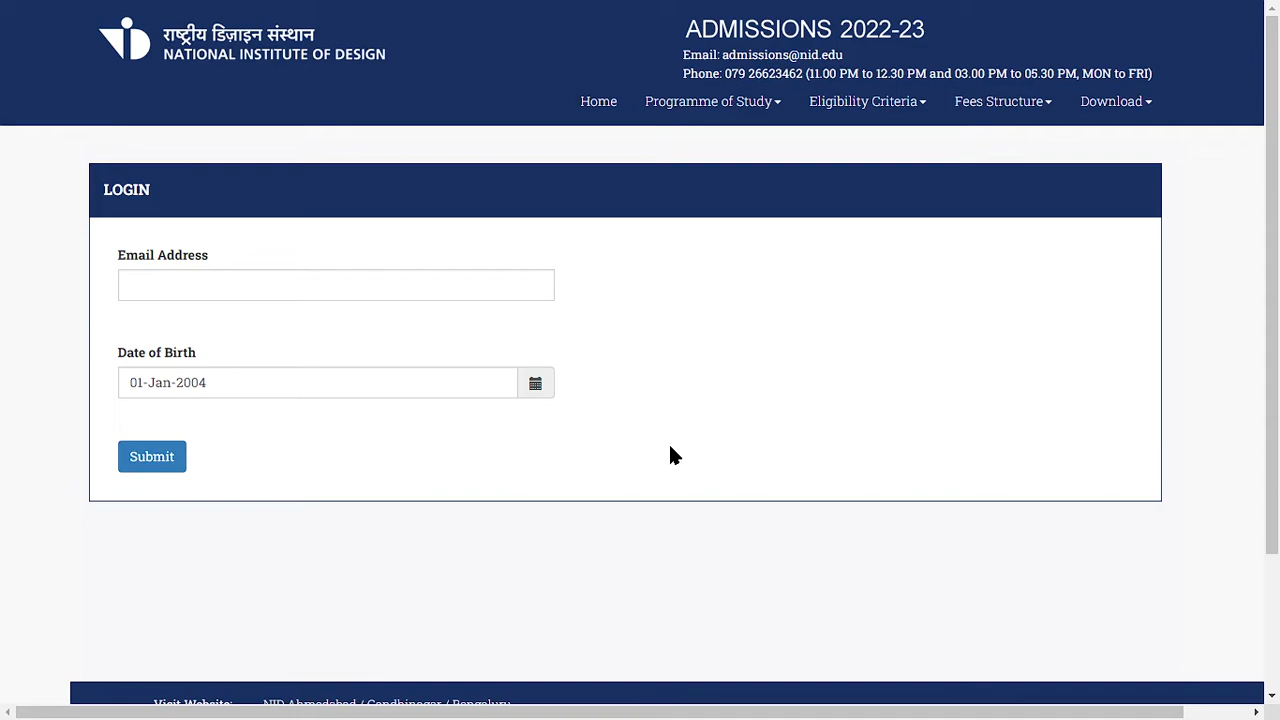 राष्ट्रीय डिज़ाइन संस्थान
NATIONAL INSTITUTE OF DESIGN
ADMISSIONS 2022-23
Email: admissions@nid.edu
Phone: 079 26623462 (11.00 PM to 12.30 PM and 03.00 PM to 05.30 PM, MON to FRI)
Home Programme of Study Eligibility Criteria Fees Structure Download
LOGIN
Email Address
Date of Birth
01-Jan-2004
Submit
Visit Website: NID Ahmedabad / Gandhinagar / Bengaluru